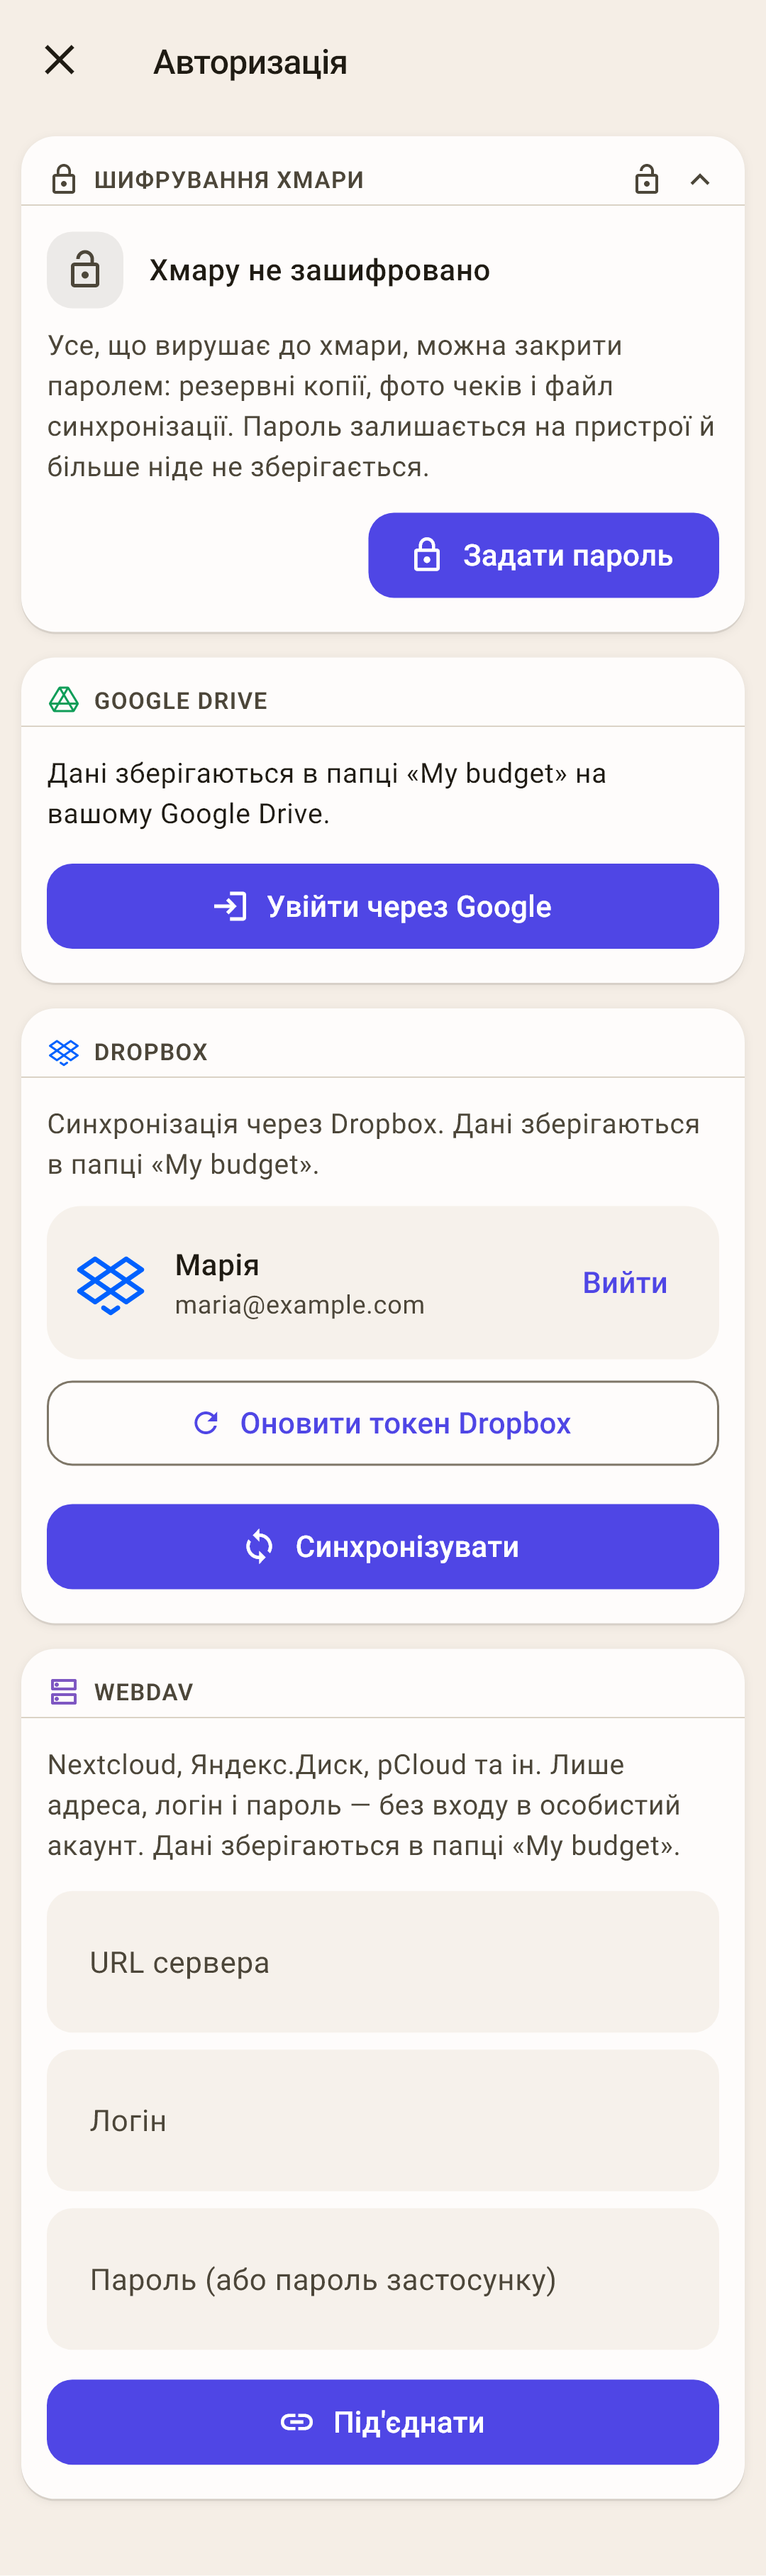 Авторизація
ШИФРУВАННЯ ХМАРИ
Хмару не зашифровано
Усе, що вирушає до хмари, можна закрити
паролем: резервні копії, фото чеків і файл
синхронізації. Пароль залишається на пристрої й
більше ніде не зберігається.
Задати пароль
GOOGLE DRIVE
Дані зберігаються в папці «My budget» на
вашому Google Drive.
Увійти через Google
DROPBOX
Синхронізація через Dropbox. Дані зберігаються
в папці «My budget».
Марія
maria@example.com
Вийти
Оновити токен Dropbox
Синхронізувати
WEBDAV
Nextcloud, Яндекс.Диск, pCloud та ін. Лише
адреса, логін і пароль — без входу в особистий
акаунт. Дані зберігаються в папці «My budget».
URL сервера
Логін
Пароль (або пароль застосунку)
Під'єднати